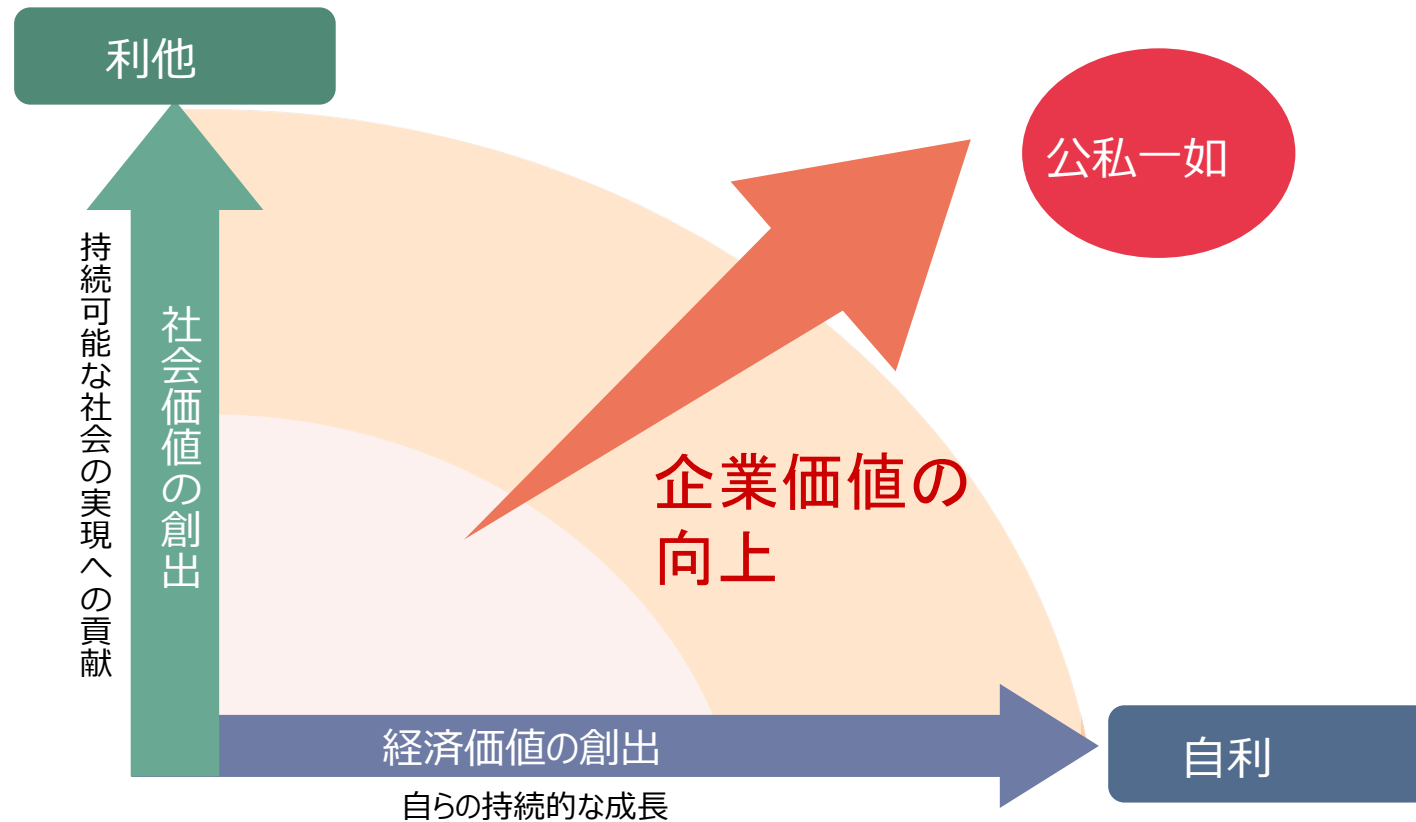 利他
公私一如
持続可能な社会の実現への貢献
社会価値の創出
企業価値の
向上
経済価値の創出
自利
自らの持続的な成長